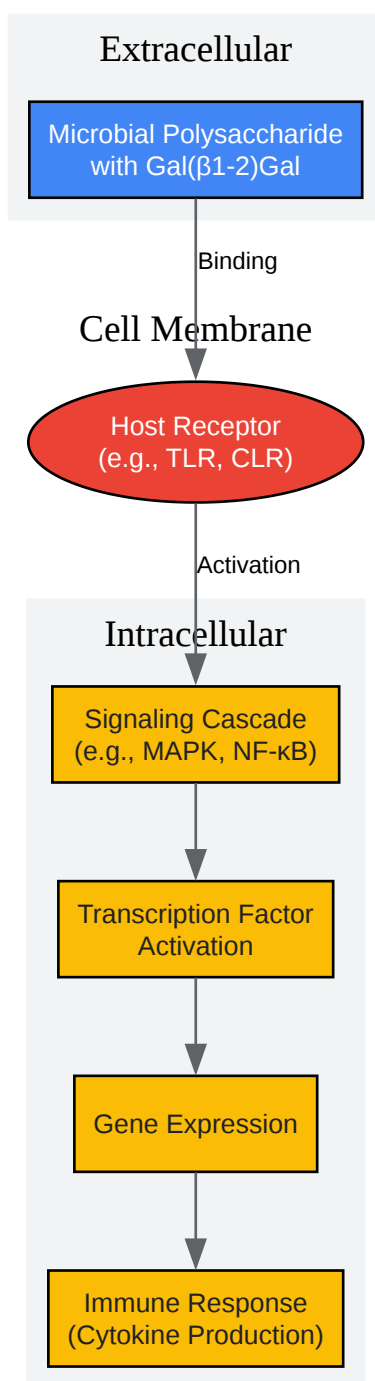 Extracellular
Microbial Polysaccharide
with Gal(β1-2)Gal
Binding
Cell Membrane
Host Receptor
(e.g., TLR, CLR)
Activation
Intracellular
Signaling Cascade
(e.g., MAPK, NF-κB)
Transcription Factor
Activation
Gene Expression
Immune Response
(Cytokine Production)